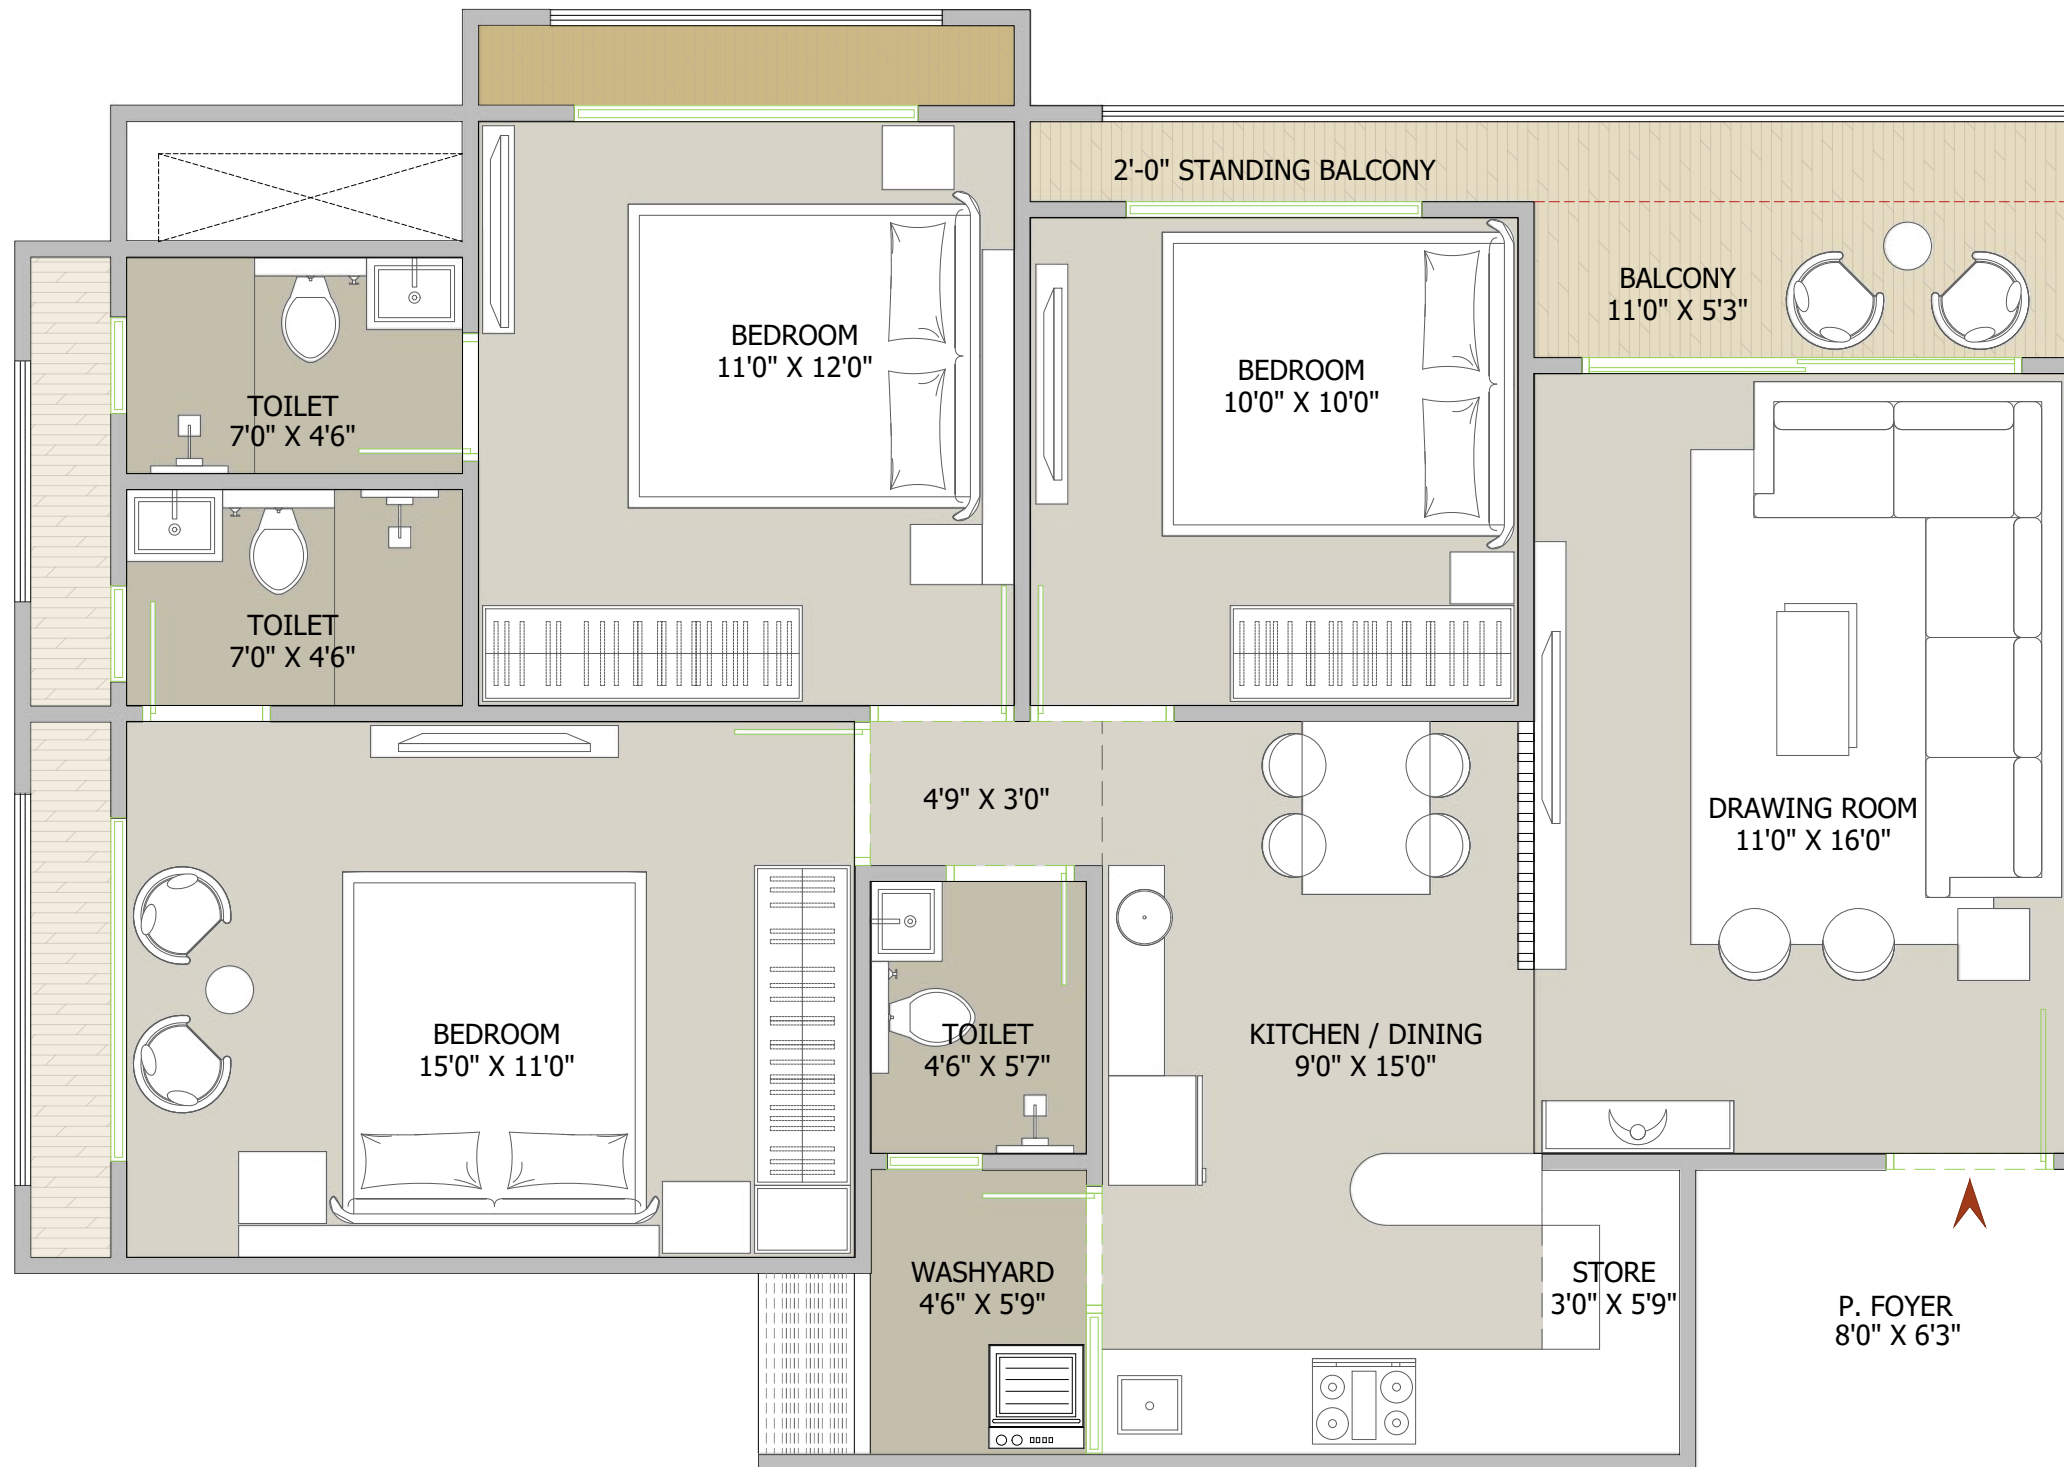 2'-0" STANDING BALCONY
BALCONY
11'0" X 5'3"
BEDROOM
11'0" X 12'0"
BEDROOM
10'0" X 10'0"
TOILET
7'0" X 4'6"
TOILET
7'0" X 4'6"
4'9" X 3'0"
DRAWING ROOM
11'0" X 16'0"
BEDROOM
15'0" X 11'0"
TOILET
4'6" X 5'7"
KITCHEN / DINING
9'0" X 15'0"
WASHYARD
4'6" X 5'9"
STORE
3'0" X 5'9"
P. FOYER
8'0" X 6'3"